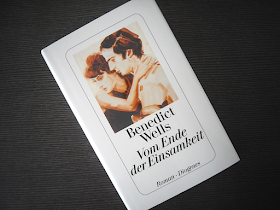 Benedict
Wells
Vom Ende
der Einsamkeit
Roman · Diogenes